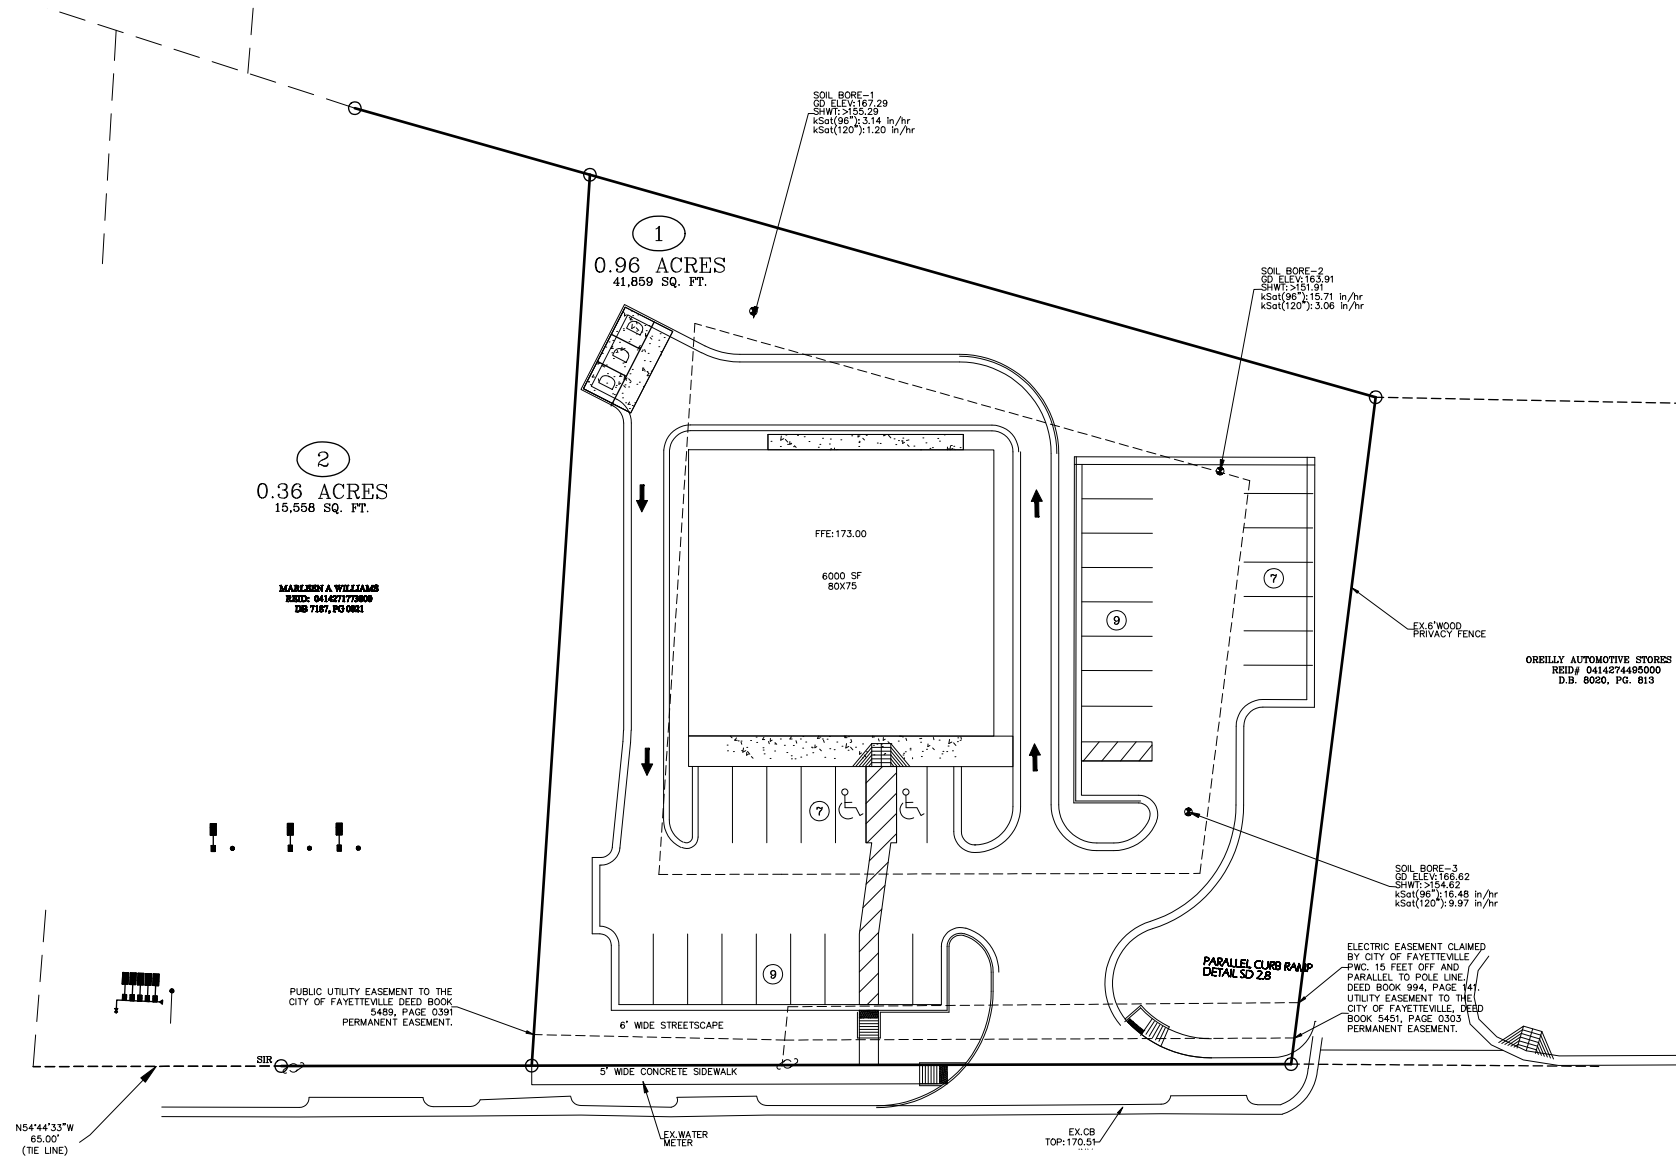 SOIL BORE-1
GD ELEV:167.29
SHWT:>155.29
kSat(96"):3.14 in/hr
kSat(120"):1.20 in/hr
1
0.96 ACRES
41,859 SQ. FT.
SOIL BORE-2
GD ELEV:163.91
SHWT:>151.91
kSat(96"):15.71 in/hr
kSat(120"):3.06 in/hr
D
D
D
2
0.36 ACRES
15,558 SQ. FT.
FFE:173.00
6000 SF
80X75
7
9
MARLEEN A WILLIAMS
REID:
DB 7187, PG 0821
EX.6'WOOD
PRIVACY FENCE
OREILLY AUTOMOTIVE STORES
REID# 0414274495000
D.B. 8020, PG. 813
7
SOIL BORE-3
GD ELEV:166.62
SHWT:>154.62
kSat(96"):16.48 in/hr
kSat(120"):9.97 in/hr
9
PARALLEL CURB RAMP
DETAIL SD 2.8
ELECTRIC EASEMENT CLAIMED
BY CITY OF FAYETTEVILLE
PWC. 15 FEET OFF AND
PARALLEL TO POLE LINE.
DEED BOOK 994, PAGE 141.
UTILITY EASEMENT TO THE
CITY OF FAYETTEVILLE, DEED
BOOK 5451, PAGE 0303
PERMANENT EASEMENT.
PUBLIC UTILITY EASEMENT TO THE
CITY OF FAYETTEVILLE DEED BOOK
5489, PAGE 0391
PERMANENT EASEMENT.
6' WIDE STREETSCAPE
SIR
5' WIDE CONCRETE SIDEWALK
N54°44'33"W
65.00'
(TIE LINE)
EX.WATER
METER
EX.CB
TOP:170.51